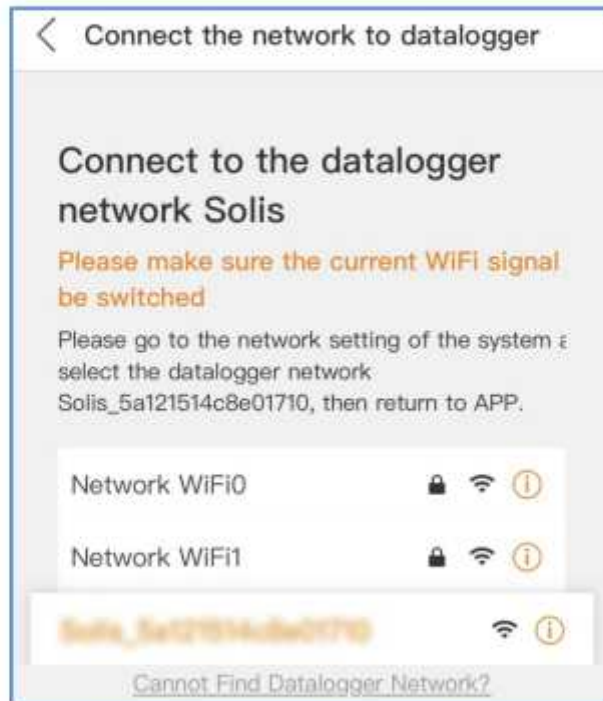 Connect the network to datalogger
Connect to the datalogger
network Solis
Please make sure the current WiFi signal
be switched
Please go to the network setting of the system a
select the datalogger network
Solis_5a121514c8e01710, then return to APP.
Network WiFi0
Network WiFi1
Cannot Find Datalogger Network?